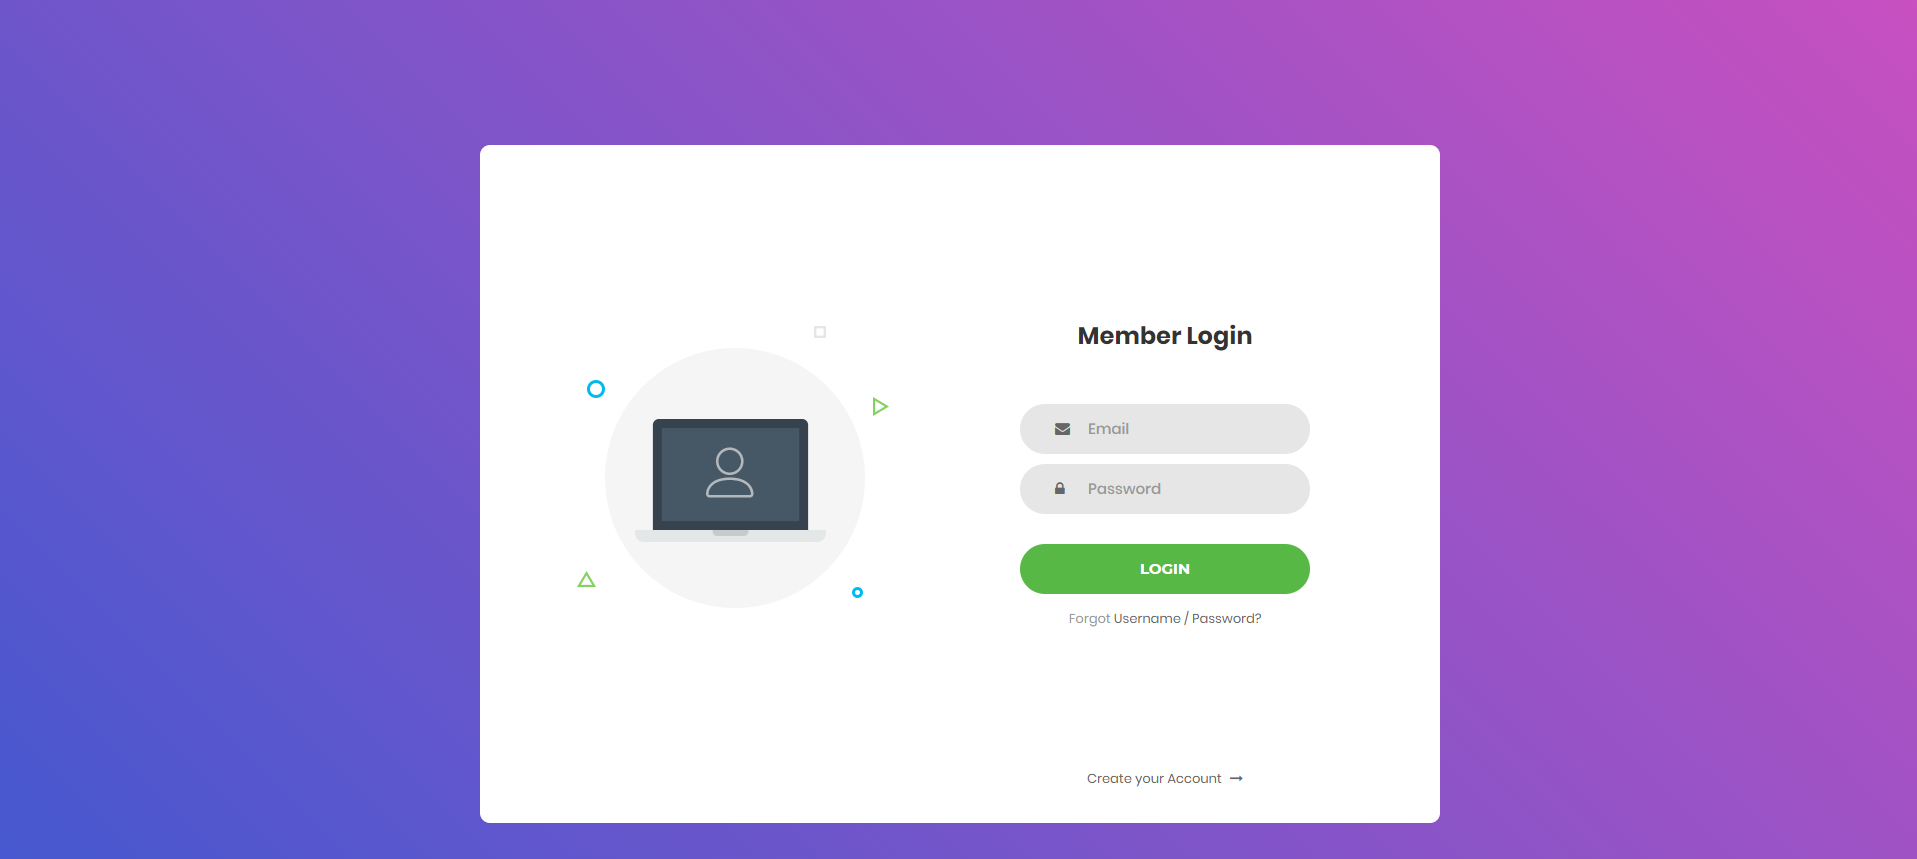 Member Login
Email
Password
LOGIN
Forgot Username / Password?
Create your Account